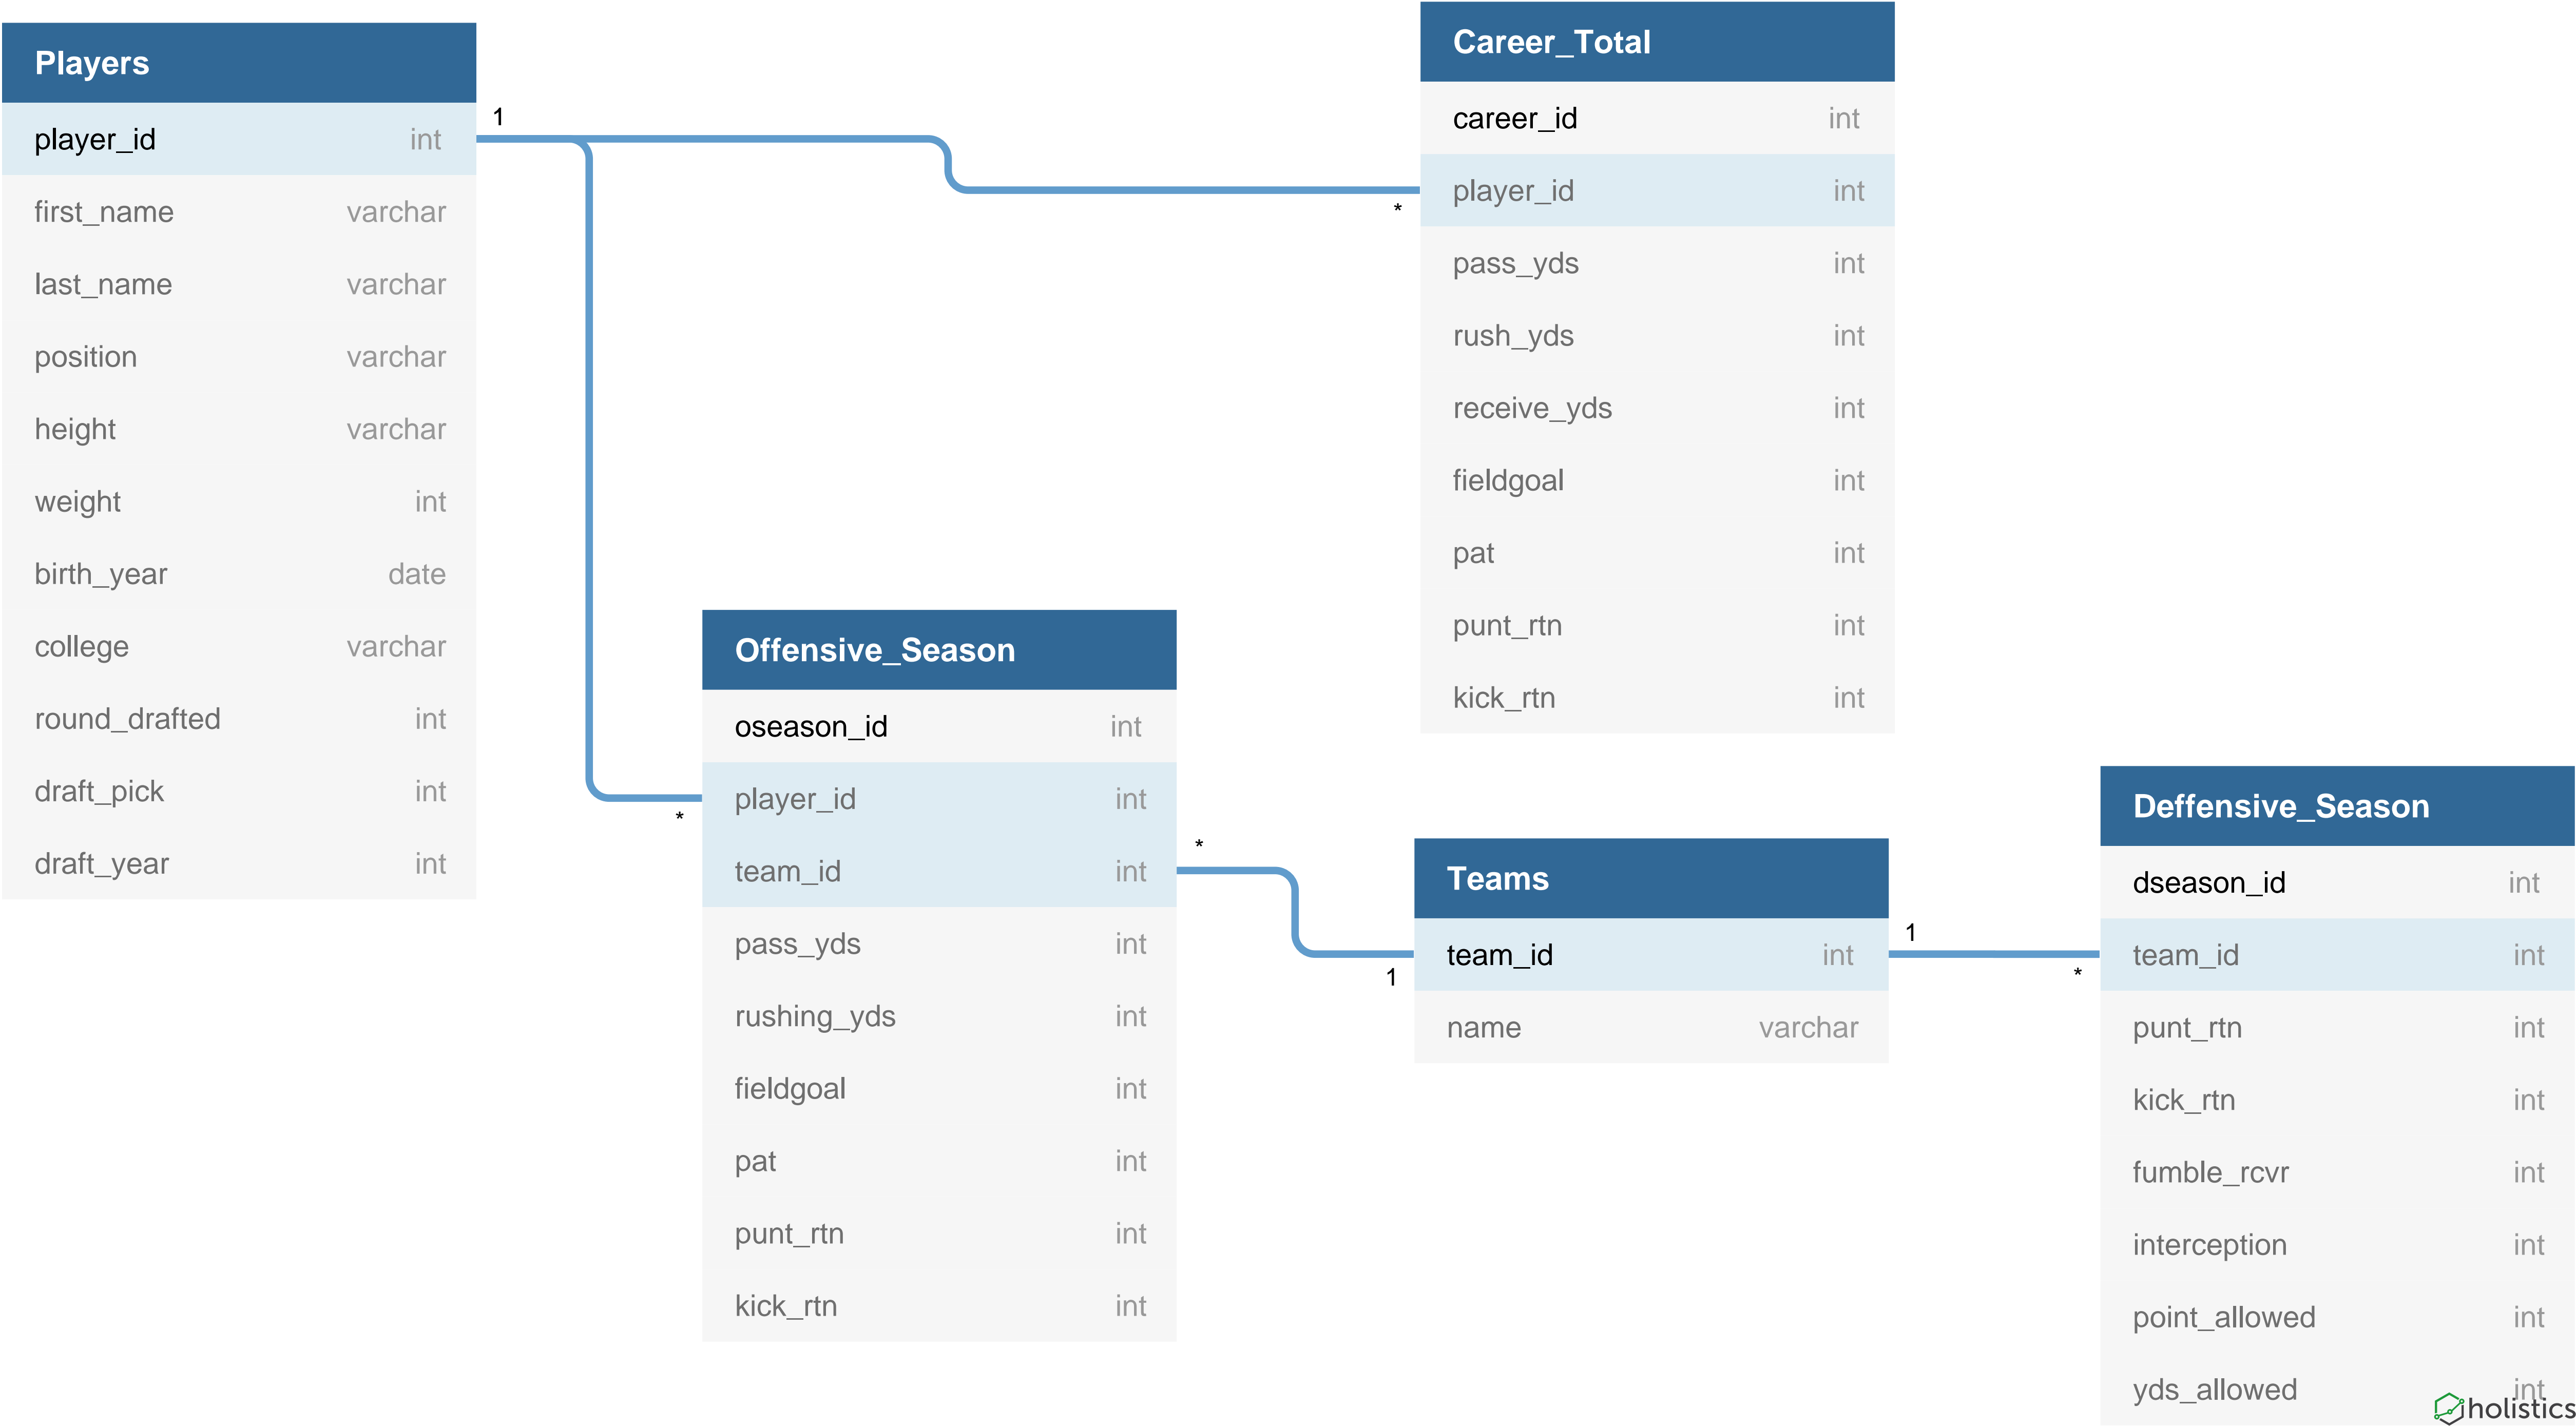 Players
player_id int
first_name varchar
last_name varchar
position varchar
height varchar
weight int
birth_year date
college varchar
round_drafted int
draft_pick int
draft_year int
1
*
Career_Total
career_id int
player_id int
pass_yds int
rush_yds int
receive_yds int
fieldgoal int
pat int
punt_rtn int
kick_rtn int
*
Offensive_Season
oseason_id int
player_id int
team_id int
pass_yds int
rushing_yds int
fieldgoal int
pat int
punt_rtn int
kick_rtn int
*
1
Teams
team_id int
name varchar
1
*
Deffensive_Season
dseason_id int
team_id int
punt_rtn int
kick_rtn int
fumble_rcvr int
interception int
point_allowed int
yds_allowed int
holistics